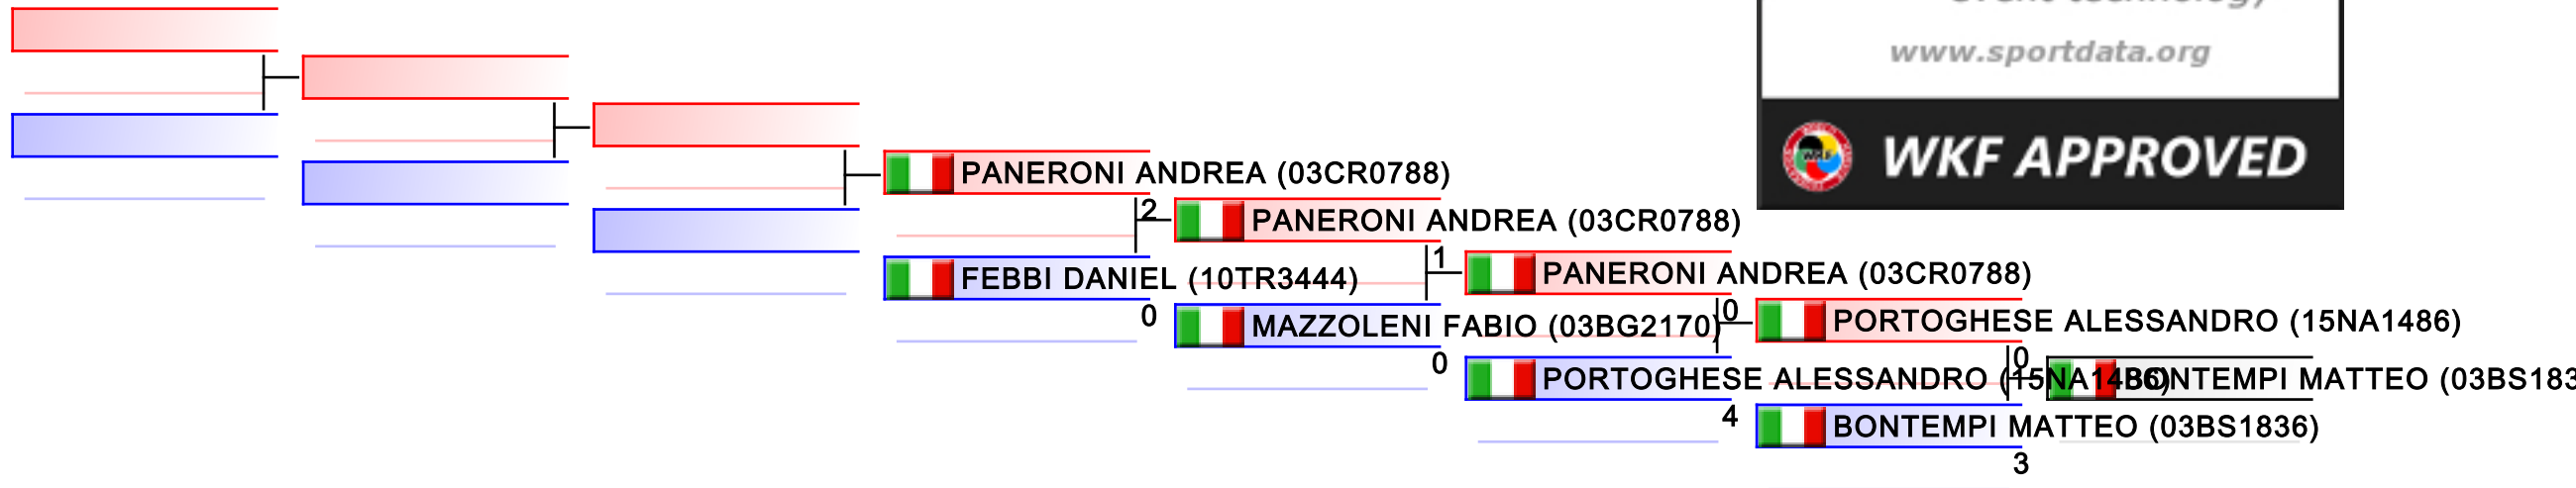 www.sportdata.org
WKF APPROVED
PANERONI ANDREA (03CR0788)
2
PANERONI ANDREA (03CR0788)
FEBBI DANIEL (10TR3444)
0
1
PANERONI ANDREA (03CR0788)
MAZZOLENI FABIO (03BG2170)
0
0
PORTOGHESE ALESSANDRO (15NA1486)
PORTOGHESE ALESSANDRO (15NA1486)
4
0
BONTEMPI MATTEO (03BS183
BONTEMPI MATTEO (03BS1836)
3